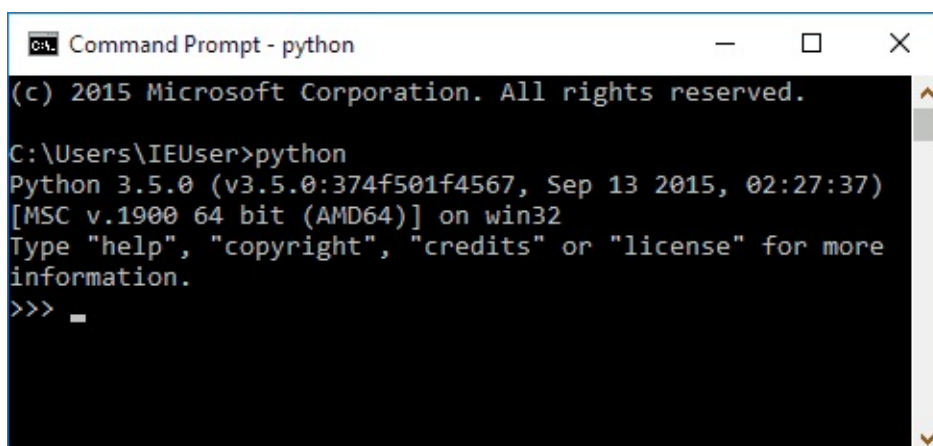 Command Prompt - python
(c) 2015 Microsoft Corporation. All rights reserved.
C:\Users\IEUser>python
Python 3.5.0 (v3.5.0:374f501f4567, Sep 13 2015, 02:27:37)
[MSC v.1900 64 bit (AMD64)] on win32
Type "help", "copyright", "credits" or "license" for more
information.
>>> _